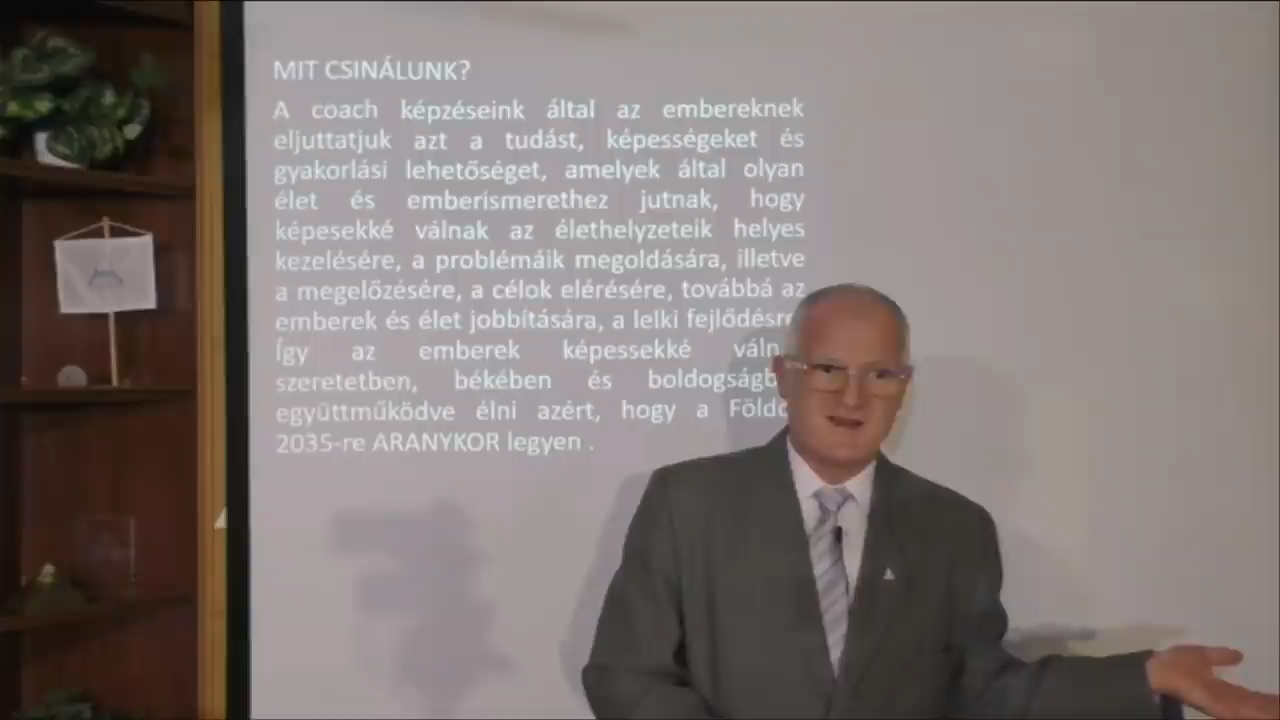 MIT CSINÁLUNK?
A coach képzéseink által az embereknek
eljuttatjuk azt a tudást, képességeket és
gyakorlási lehetőséget, amelyek által olyan
élet és emberismerethez jutnak, hogy
képesekké válnak az élethelyzeteik helyes
kezelésére, a problémáik megoldására, illetve
a megelőzésére, a célok elérésére, továbbá az
emberek és élet jobbítására, a lelki
Így az emberek képessekké
szeretetben, békében és
együttműködve élni azért, hogy a
2035-re ARANYKOR legyen .